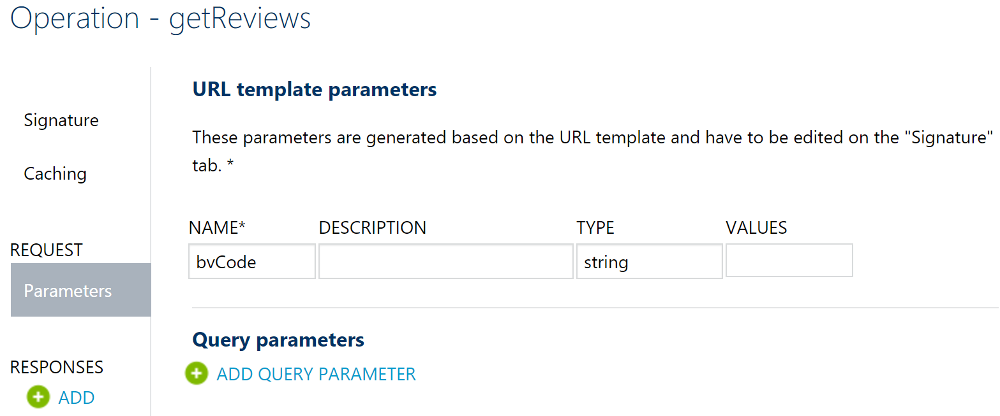 Operation - getReviews
Signature
Caching
REQUEST
Parameters
RESPONSES
ADD
URL template parameters
These parameters are generated based on the URL template and have to be edited on the "Signature"
tab. *
NAME* DESCRIPTION TYPE VALUES
bvCode string
Query parameters
ADD QUERY PARAMETER